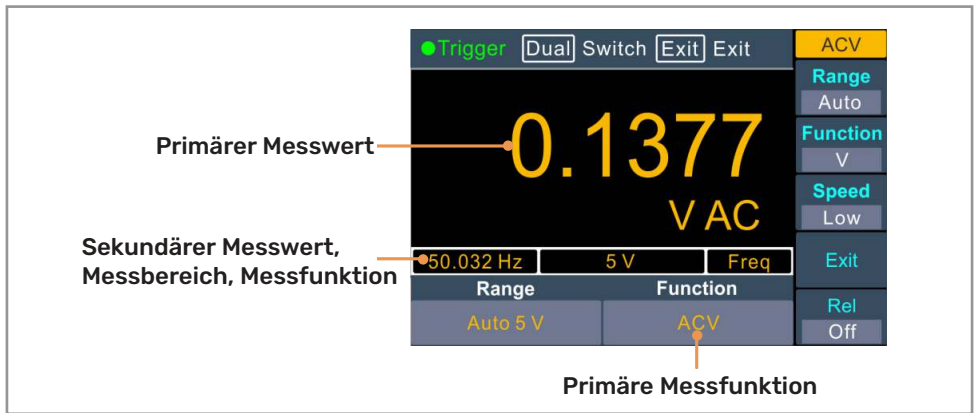 Trigger Dual Switch Exit Exit
ACV
Range
Auto
Primärer Messwert
0.1377
V AC
Function
V
Speed
Low
Sekundärer Messwert,
Messbereich, Messfunktion
50.032 Hz 5 V Freq
Exit
Range Function
Auto 5 V ACV
Rel
Off
Primäre Messfunktion